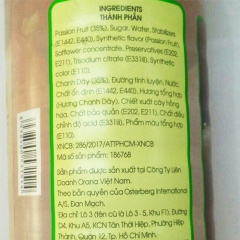 INGREDIENTS
THÀNH PHẦN
Passion Fruit (35%), Sugar, Water, Stabilizers
(E1442, E440), Synthetic flavor (Passion Fruit),
Safflower concentrate, Preservatives (E202,
E211), Trisodium citrate (E331iii), Synthetic
color (E110).
Chanh Dây (35%), Đường tinh luyện, Nước,
Chất ổn định (E1442, E440), Hương tổng hợp
(Hương Chanh Dây), Chiết xuất cây hồng
hoa, Chất bảo quản (E202, E211), Chất điều
chỉnh độ acid (E331iii), Phẩm màu tổng hợp
(E110).
XNCB: 286/2017/ATTPHCM-XNCB
Mã số sản phẩm: 186768
Sản phẩm được sản xuất tại Công Ty Liên
Doanh Orana Việt Nam.
Theo bản quyền của Osterberg International
A/S, Đan Mạch.
Địa chỉ: Lô 3 (tên cũ là Lô 3 - 5, Khu F1), Đường
D4, Khu A6, KCN Tân Thới Hiệp, Phường Hiệp
Thành, Quận 12, Tp. Hồ Chí Minh.